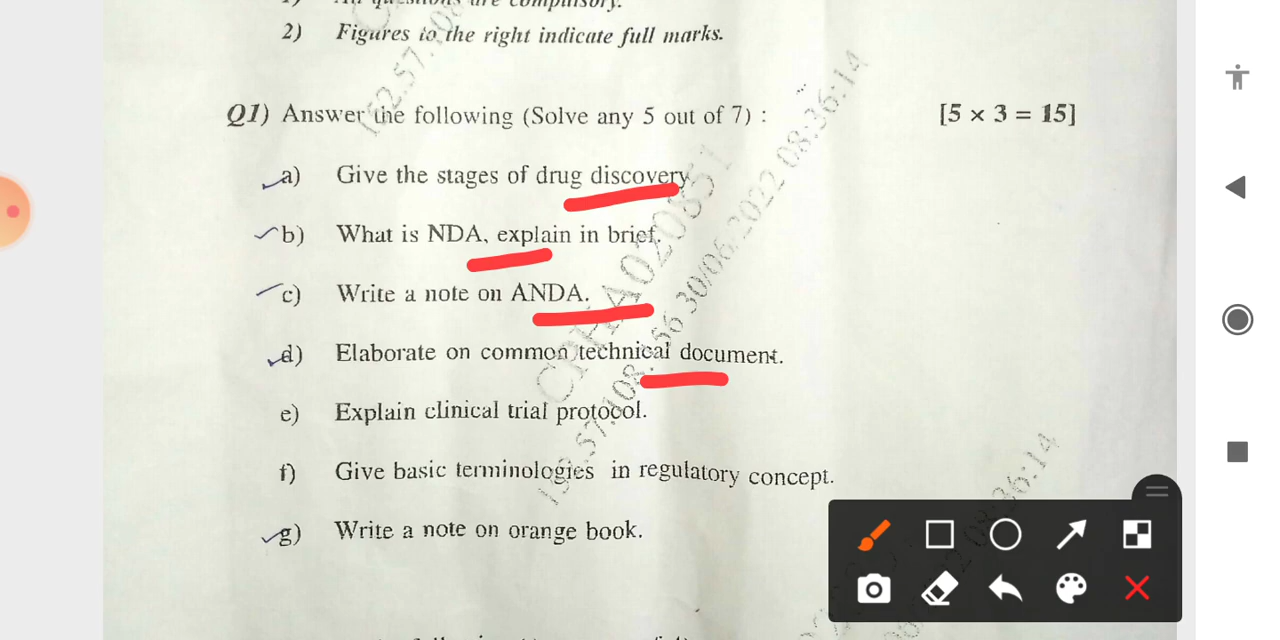 are compulsory.
2) Figures to the right indicate full marks.
Q1) Answer the following (Solve any 5 out of 7) : [5 × 3 = 15]
a) Give the stages of drug discovery.
b) What is NDA, explain in brief.
c) Write a note on ANDA.
d) Elaborate on common technical document.
e) Explain clinical trial protocol.
f) Give basic terminologies in regulatory concept.
g) Write a note on orange book.